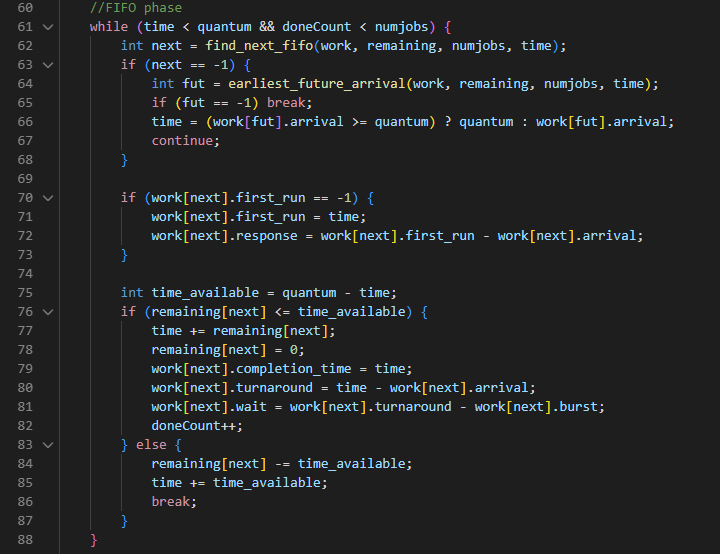 60 //FIFO phase
61 while (time < quantum && doneCount < numjobs) {
62 int next = find_next_fifo(work, remaining, numjobs, time);
63 if (next == -1) {
64 int fut = earliest_future_arrival(work, remaining, numjobs, time);
65 if (fut == -1) break;
66 time = (work[fut].arrival >= quantum) ? quantum : work[fut].arrival;
67 continue;
68 }
69
70 if (work[next].first_run == -1) {
71 work[next].first_run = time;
72 work[next].response = work[next].first_run - work[next].arrival;
73 }
74
75 int time_available = quantum - time;
76 if (remaining[next] <= time_available) {
77 time += remaining[next];
78 remaining[next] = 0;
79 work[next].completion_time = time;
80 work[next].turnaround = time - work[next].arrival;
81 work[next].wait = work[next].turnaround - work[next].burst;
82 doneCount++;
83 } else {
84 remaining[next] -= time_available;
85 time += time_available;
86 break;
87 }
88 }